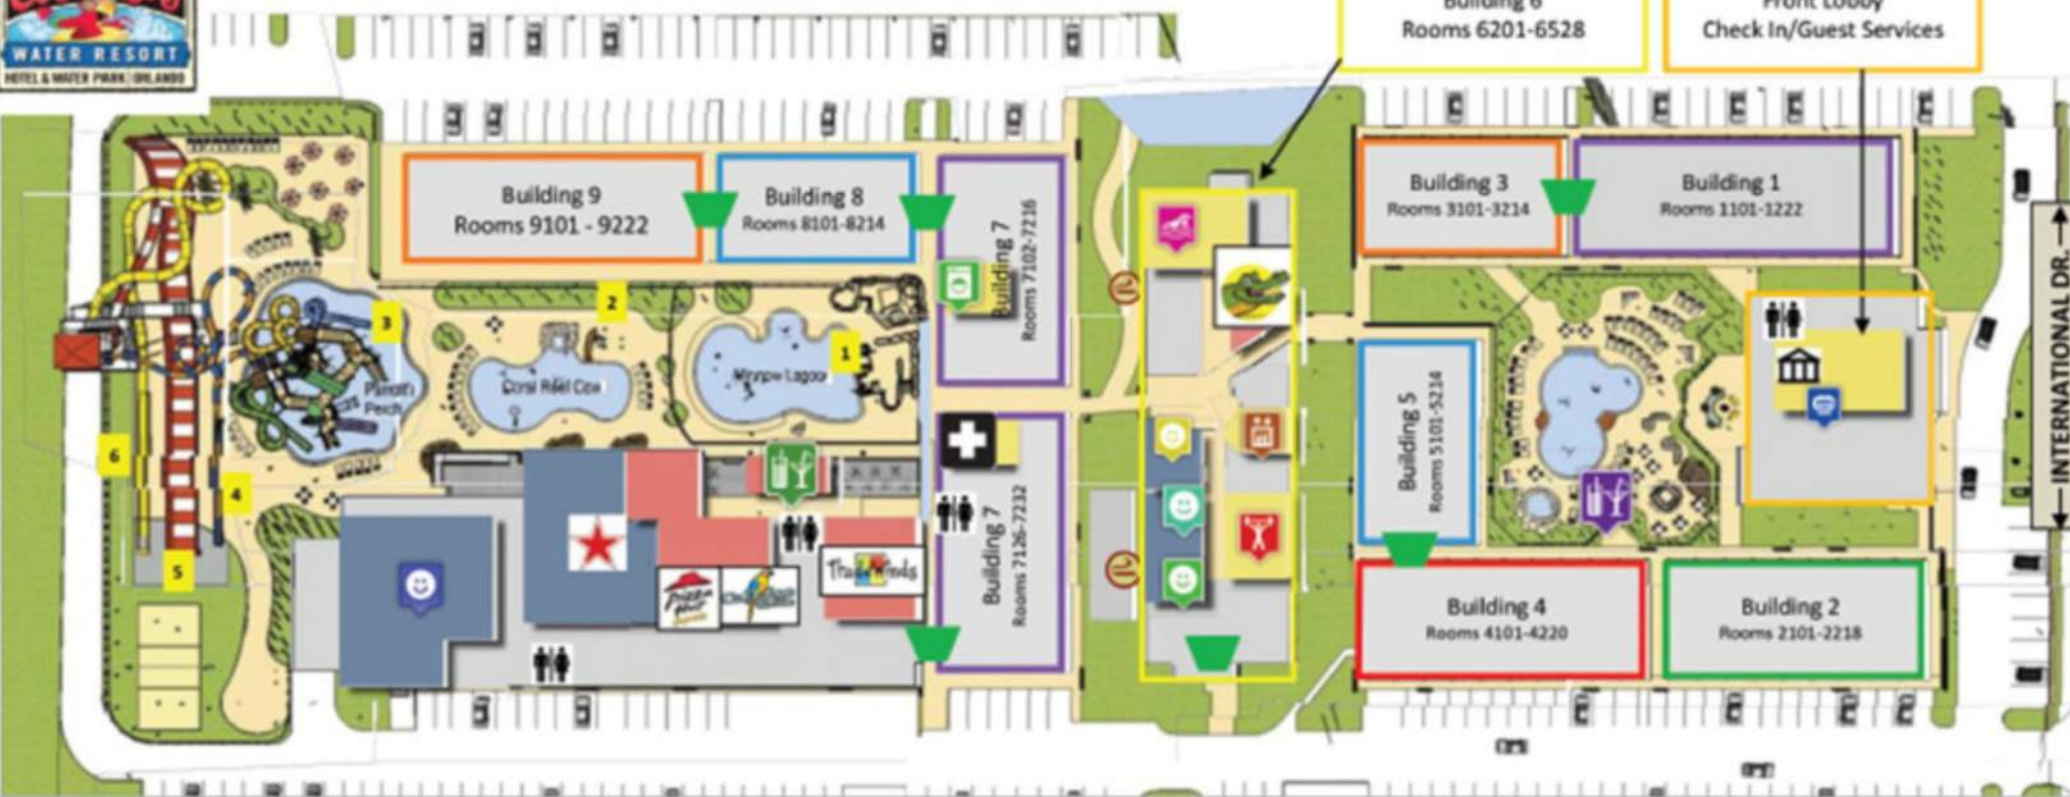 WATER RESORT
HOTEL & WATER PARK | ORLANDO
Building 6
Rooms 6201-6528
Front Lobby
Check In/Guest Services
Building 9
Rooms 9101 - 9222
Building 8
Rooms 8101-8214
Building 7
Rooms 7102-7216
Building 3
Rooms 3101-3214
Building 1
Rooms 1101-1222
2
3
1
Minnow Lagoon
Coral Reef Cove
Parrot's
Perch
Building 5
Rooms 5101-5214
INTERNATIONAL DR.
6
4
5
Pizza
Hut
TradeWinds
Building 7
Rooms 7126-7232
Building 4
Rooms 4101-4220
Building 2
Rooms 2101-2218